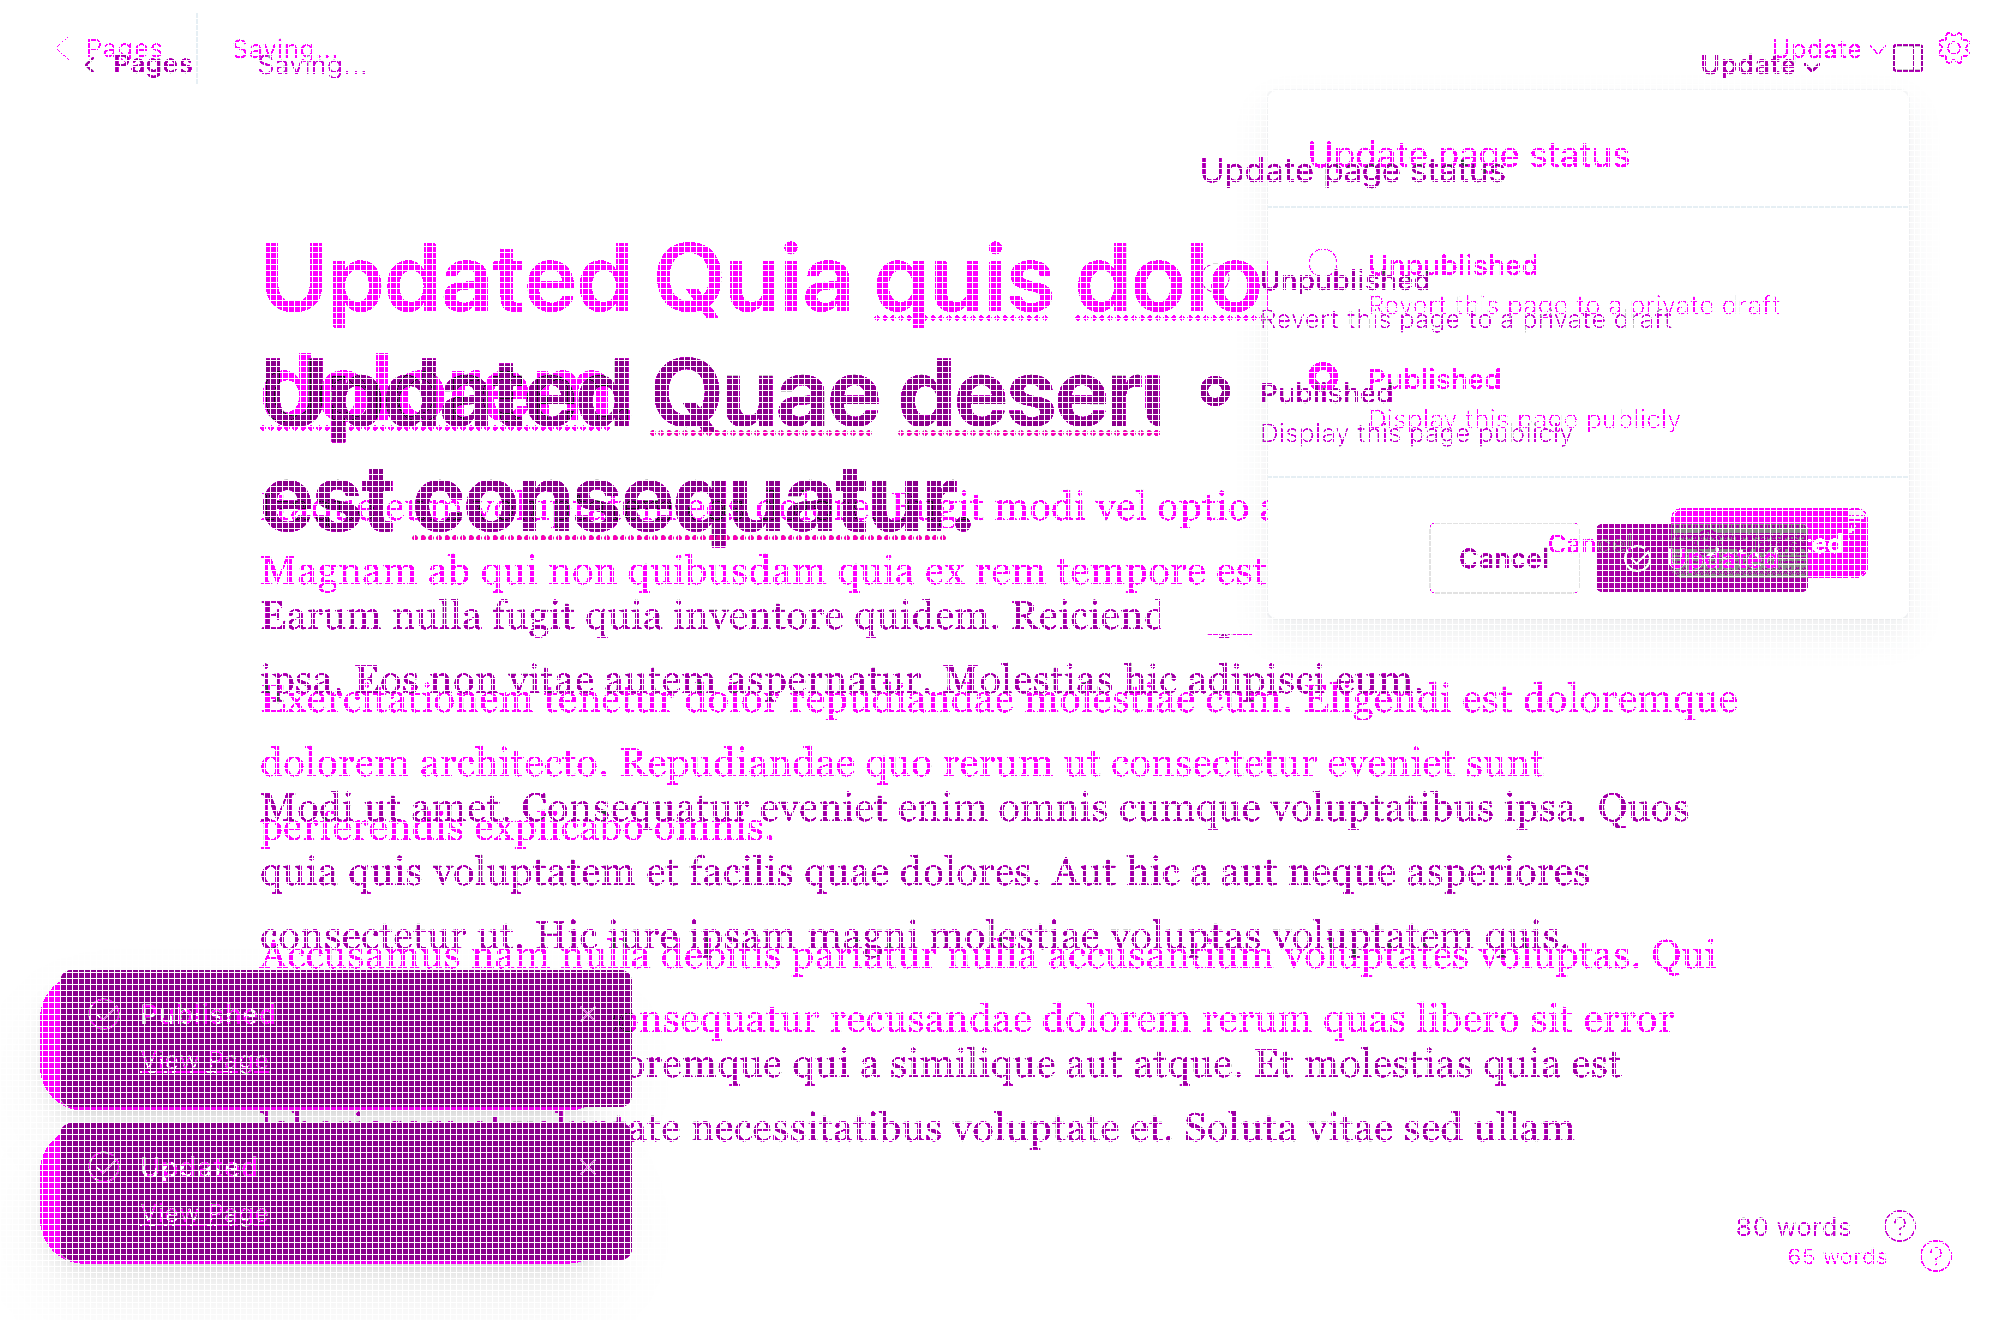 Pages Saving... Update
Pages Saving... Update
Update page status
Update page status
Updated Quia quis dolo
Unpublished
Unpublished
Revert this page to a private draft
Revert this page to a private draft
Updated Quae deseru
Published
Published
Display this page publicly
Display this page publicly
est consequatur.
fugit modi vel optio
Cancel
Magnam ab qui non quibusdam quia ex rem tempore est
Earum nulla fugit quia inventore quidem. Reiciend
ipsa. Eos non vitae autem aspernatur. Molestias hic adipisci eum.
Exercitationem tenetur dolor repudiandae molestiae cum. Eligendi est doloremque
dolorem architecto. Repudiandae quo rerum ut consectetur eveniet sunt
Modi ut amet. Consequatur eveniet enim omnis cumque voluptatibus ipsa. Quos
perferendis explicabo omnis.
quia quis voluptatem et facilis quae dolores. Aut hic a aut neque asperiores
consectetur ut. Hic iure ipsam magni molestiae voluptas voluptatem quis.
Accusamus nam nulla debitis pariatur nulla accusantium voluptates voluptas. Qui
Published
onsequatur recusandae dolorem rerum quas libero sit error
View Page
oremque qui a similique aut atque. Et molestias quia est
tate necessitatibus voluptate et. Soluta vitae sed ullam
Updated
View Page
80 words
65 words